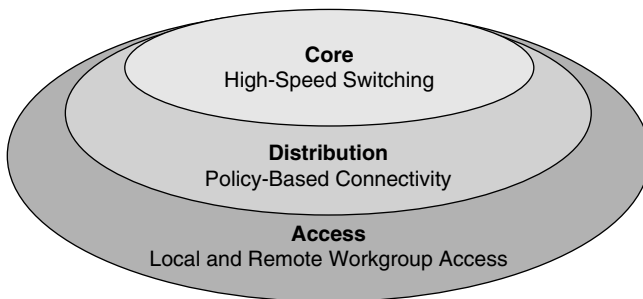 Core
High-Speed Switching
Distribution
Policy-Based Connectivity
Access
Local and Remote Workgroup Access